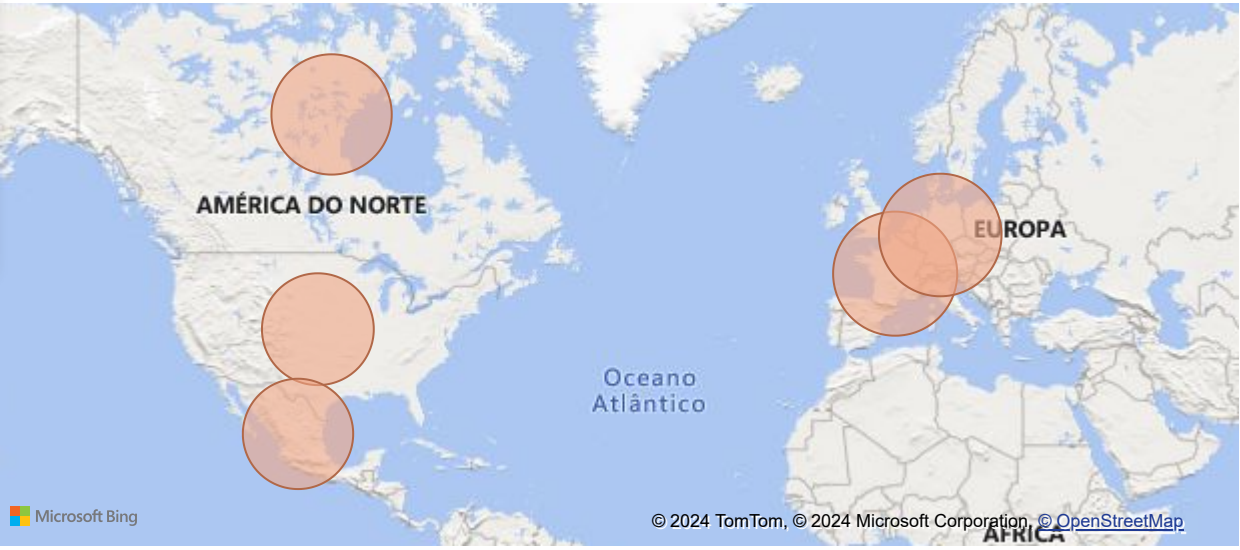 AMÉRICA DO NORTE
EUROPA
Oceano
Atlântico
Microsoft Bing
© 2024 TomTom, © 2024 Microsoft Corporation, © OpenStreetMap
ÁFRICA